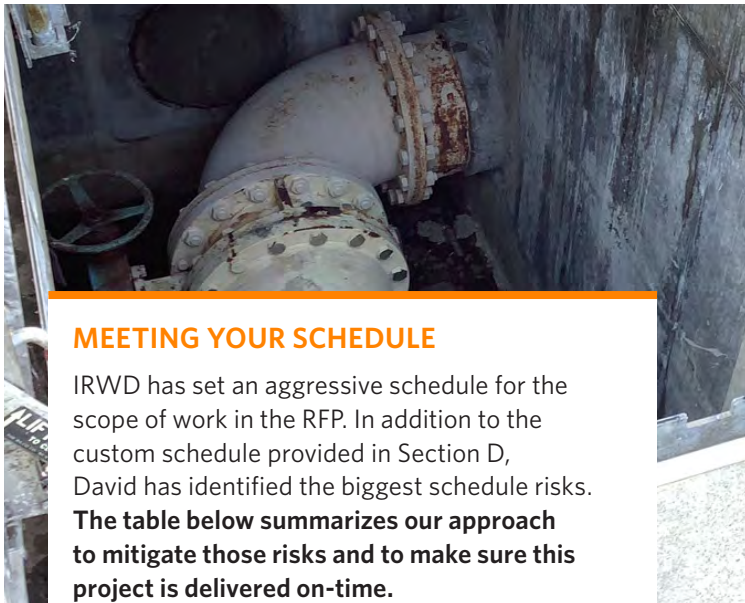 MEETING YOUR SCHEDULE
IRWD has set an aggressive schedule for the
scope of work in the RFP. In addition to the
custom schedule provided in Section D,
David has identified the biggest schedule risks.
The table below summarizes our approach
to mitigate those risks and to make sure this
project is delivered on-time.